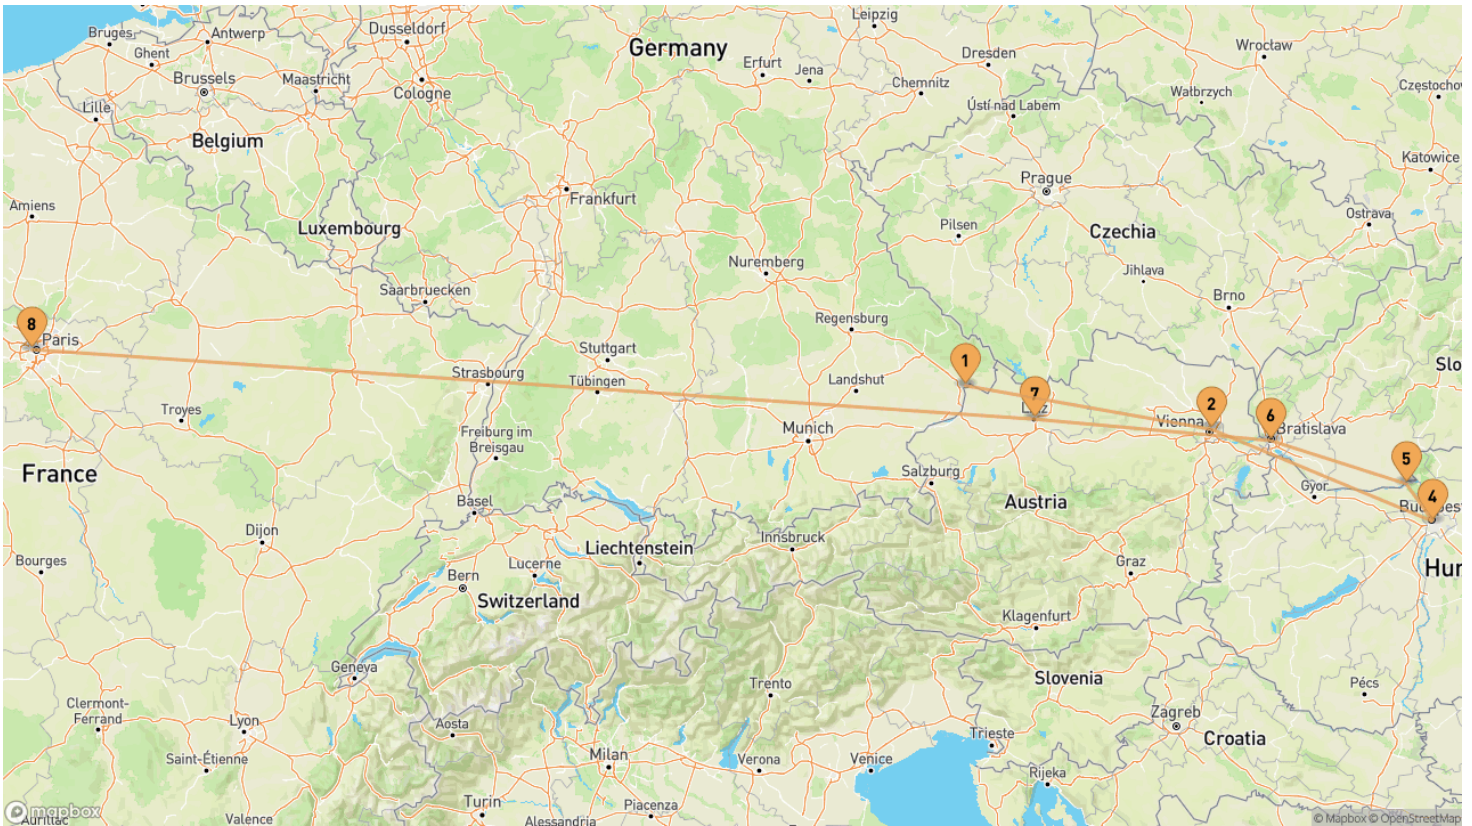 Bruges
Antwerp
Dusseldorf
Germany
Leipzig
Ghent
Erfurt
Jena
Dresden
Wrocław
Brussels
Maastricht
Cologne
Chemnitz
Ústí nad Labem
Wałbrzych
Częstochow
Lille
Belgium
Katowice
Prague
Amiens
Frankfurt
Luxembourg
Pilsen
Czechia
Ostrava
Nuremberg
Jihlava
Saarbruecken
Brno
8
Paris
Regensburg
Stuttgart
1
Slo
Strasbourg
Tübingen
Landshut
7
2
6
Troyes
Munich
Vienna
Bratislava
Freiburg im
Breisgau
5
France
Salzburg
Gyor
4
Basel
Austria
Dijon
Innsbruck
Liechtenstein
Bourges
Lucerne
Graz
Hun
Bern
Switzerland
Klagenfurt
Geneva
Slovenia
Trento
Pécs
Clermont-
Ferrand
Lyon
Aosta
Zagreb
Trieste
Croatia
Saint-Étienne
Milan
Verona
Venice
Rijeka
Turin
Piacenza
mapbox
Aurillac
Valence
Alessandria
© Mapbox © OpenStreetMap